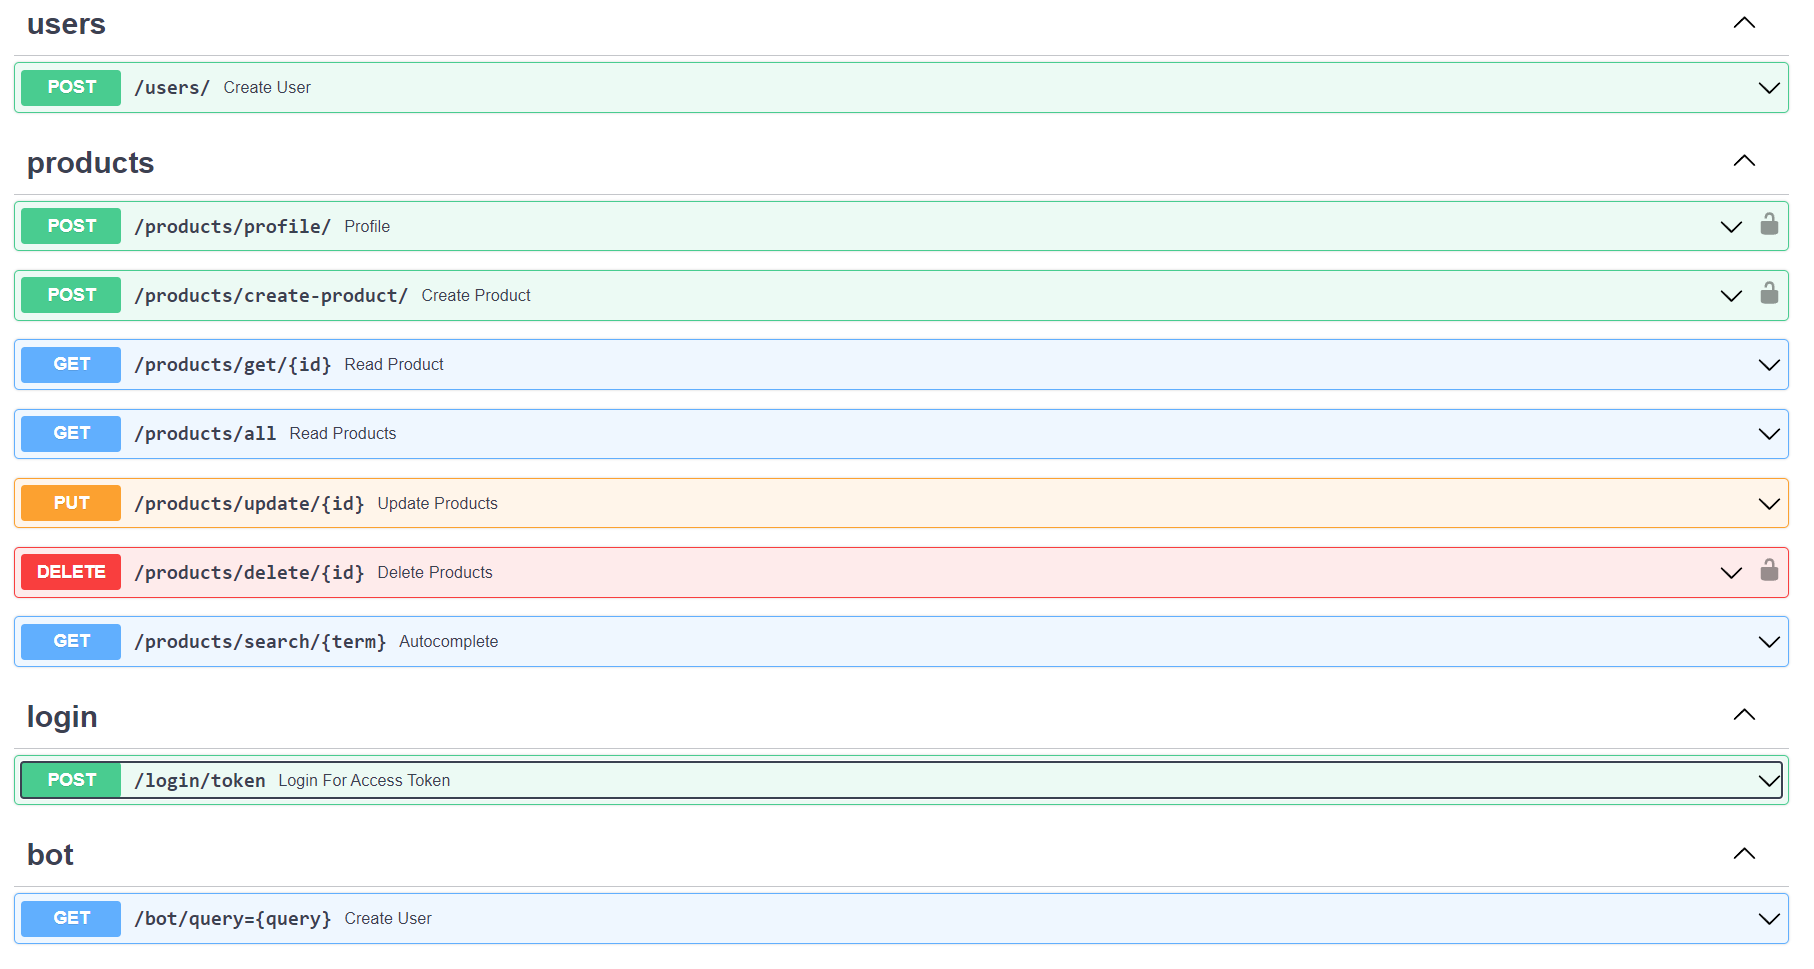 users
POST /users/ Create User
products
POST /products/profile/ Profile
POST /products/create-product/ Create Product
GET /products/get/{id} Read Product
GET /products/all Read Products
PUT /products/update/{id} Update Products
DELETE /products/delete/{id} Delete Products
GET /products/search/{term} Autocomplete
login
POST /login/token Login For Access Token
bot
GET /bot/query={query} Create User